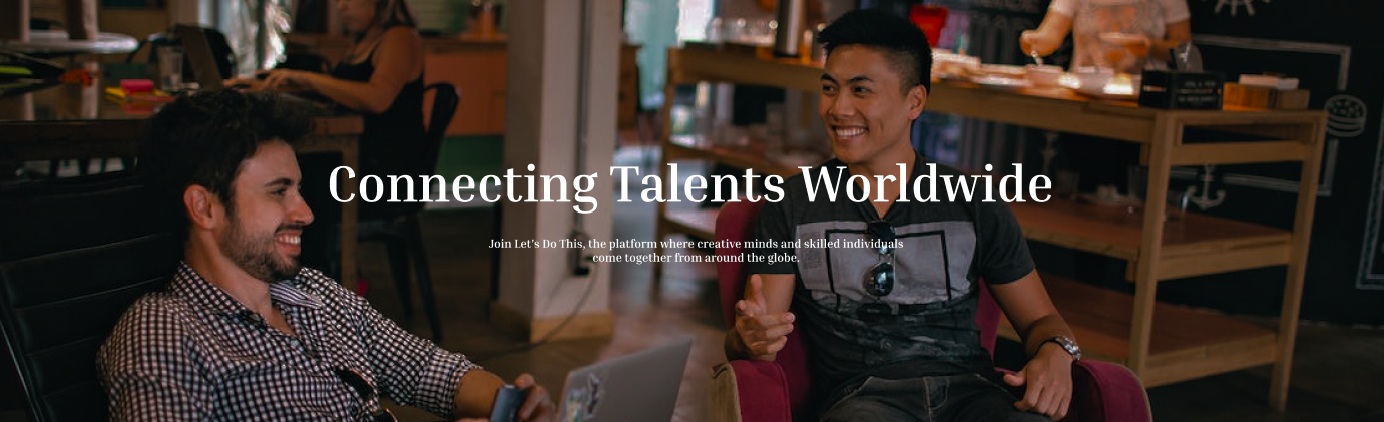 Connecting Talents Worldwide
Join Let's Do This, the platform where creative minds and skilled individuals
come together from around the globe.